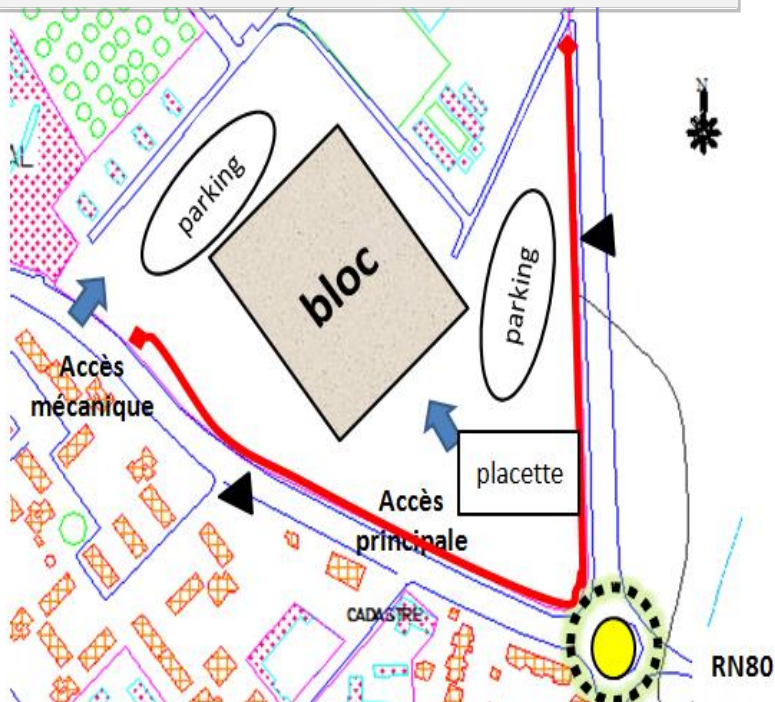 N
AL
parking
parking
bloc
Accès
mécanique
placette
Accès
principale
CADASTRE
RN80